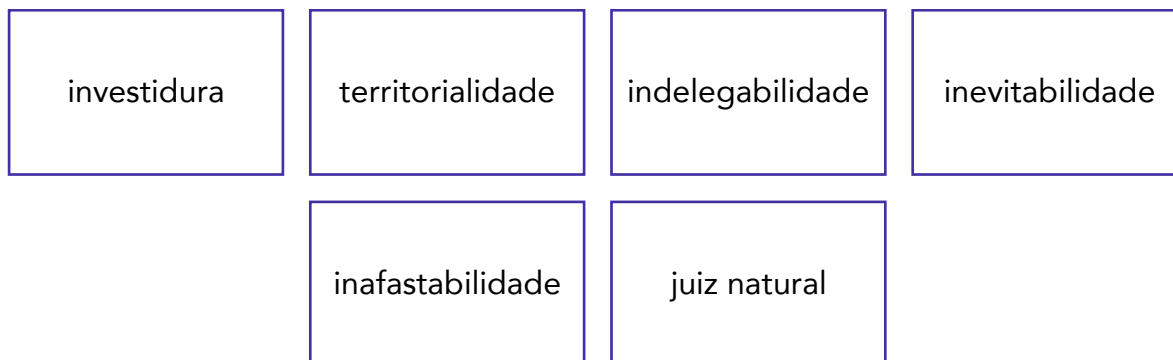 investidura
territorialidade
indelegabilidade
inevitabilidade
inafastabilidade
juiz natural